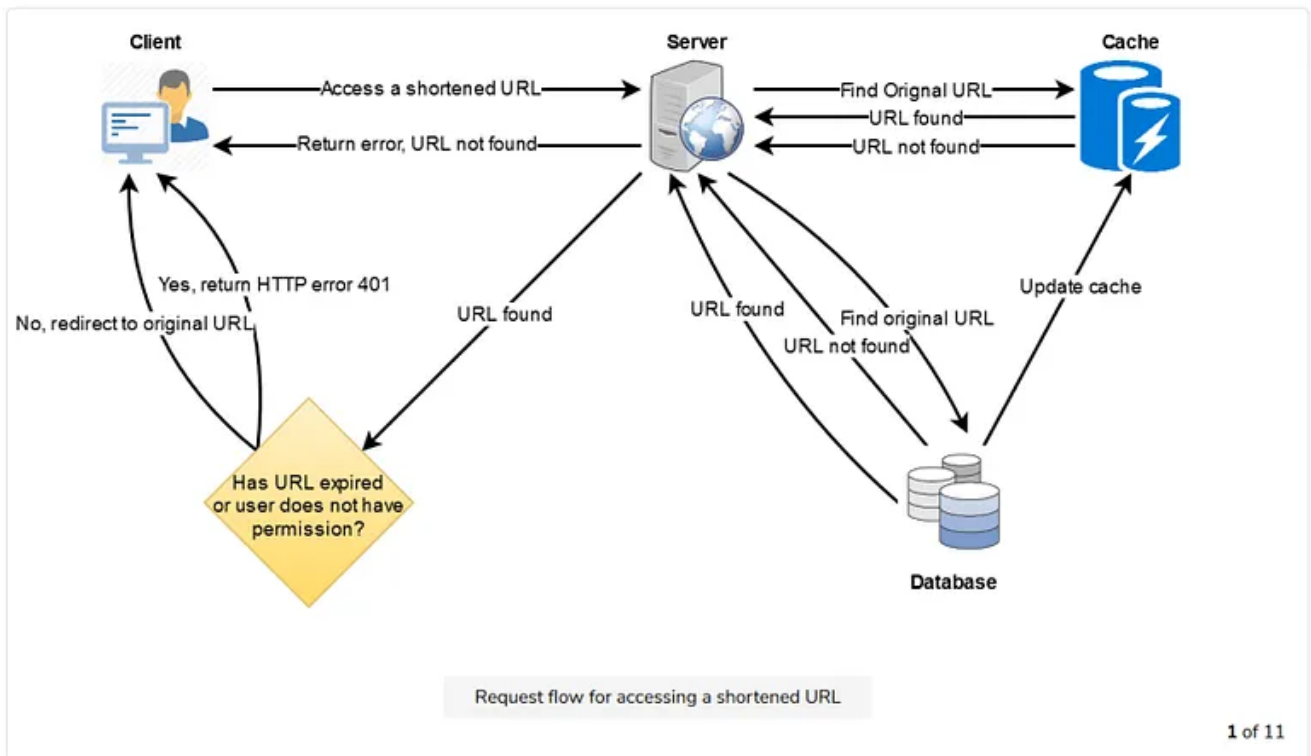 Client
Server
Cache
Access a shortened URL
Find Orignal URL
URL found
Return error, URL not found
URL not found
Yes, return HTTP error 401
Update cache
URL found
URL found
Find original URL
No, redirect to original URL
URL not found
Has URL expired
or user does not have
permission?
Database
Request flow for accessing a shortened URL
1 of 11